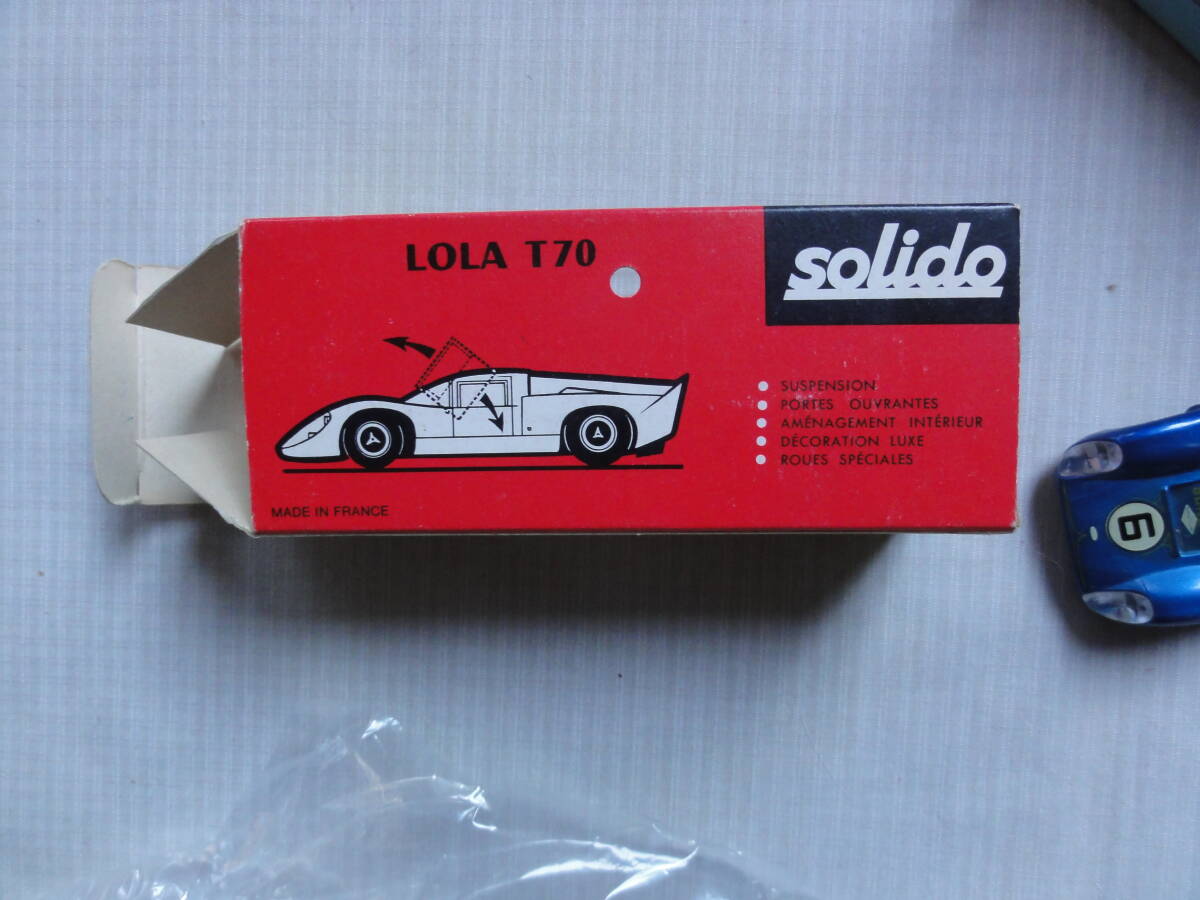 LOLA T70
solido
SUSPENSION
PORTES OUVRANTES
AMÉNAGEMENT INTÉRIEUR
DÉCORATION LUXE
ROUES SPÉCIALES
MADE IN FRANCE
6